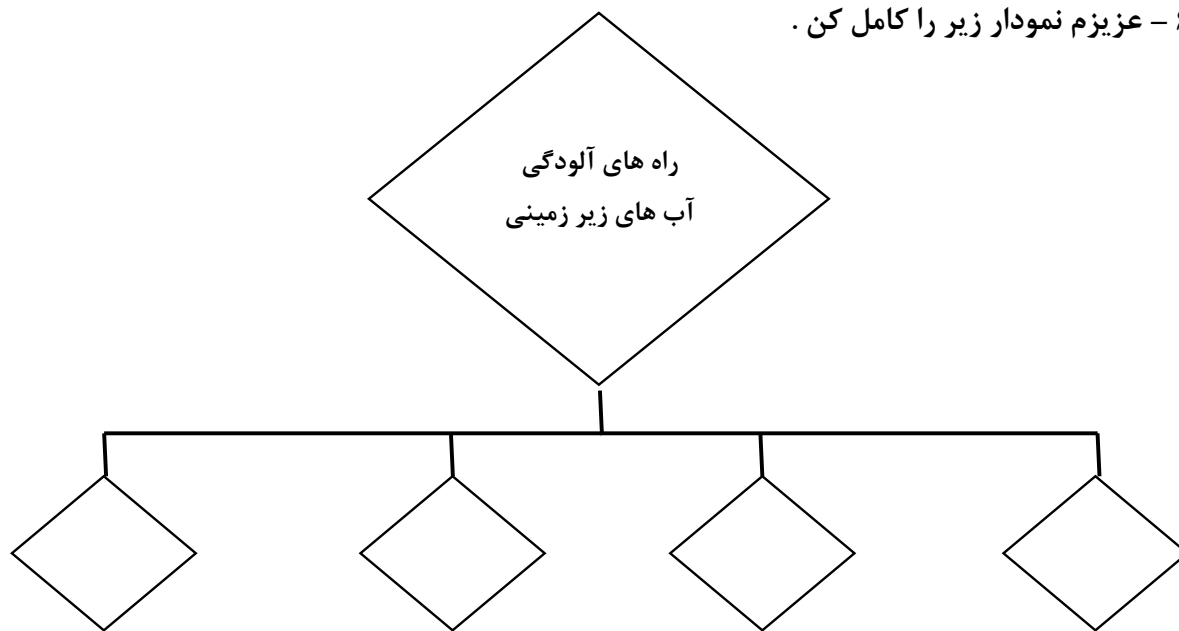 – عزیزم نمودار زیر را کامل کن .
راه های آلودگی
آب های زیر زمینی